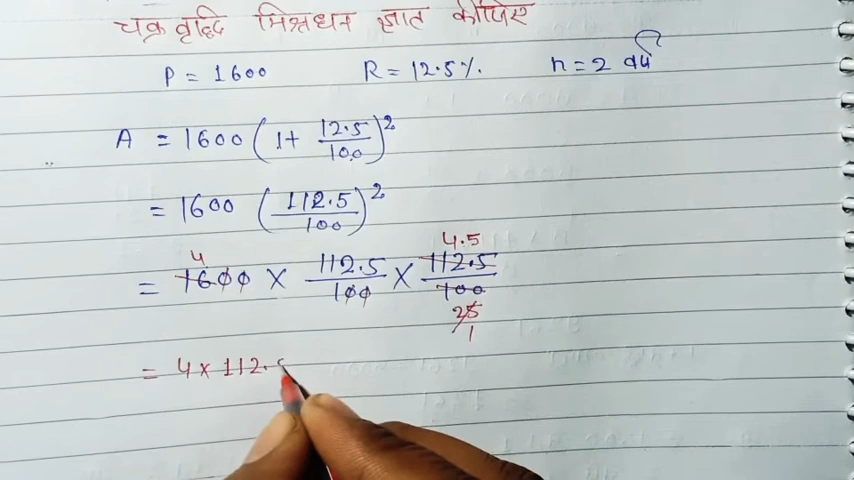 चक्र वृद्धि मिश्रधन ज्ञात कीजिए
P = 1600 R = 12.5% n = 2 वर्ष
A = 1600 (1 + 12.5/100)²
= 1600 (112.5/100)²
4 4.5
= 1600 × 112.5/100 × 112.5/100
25
1
= 4 × 112.5